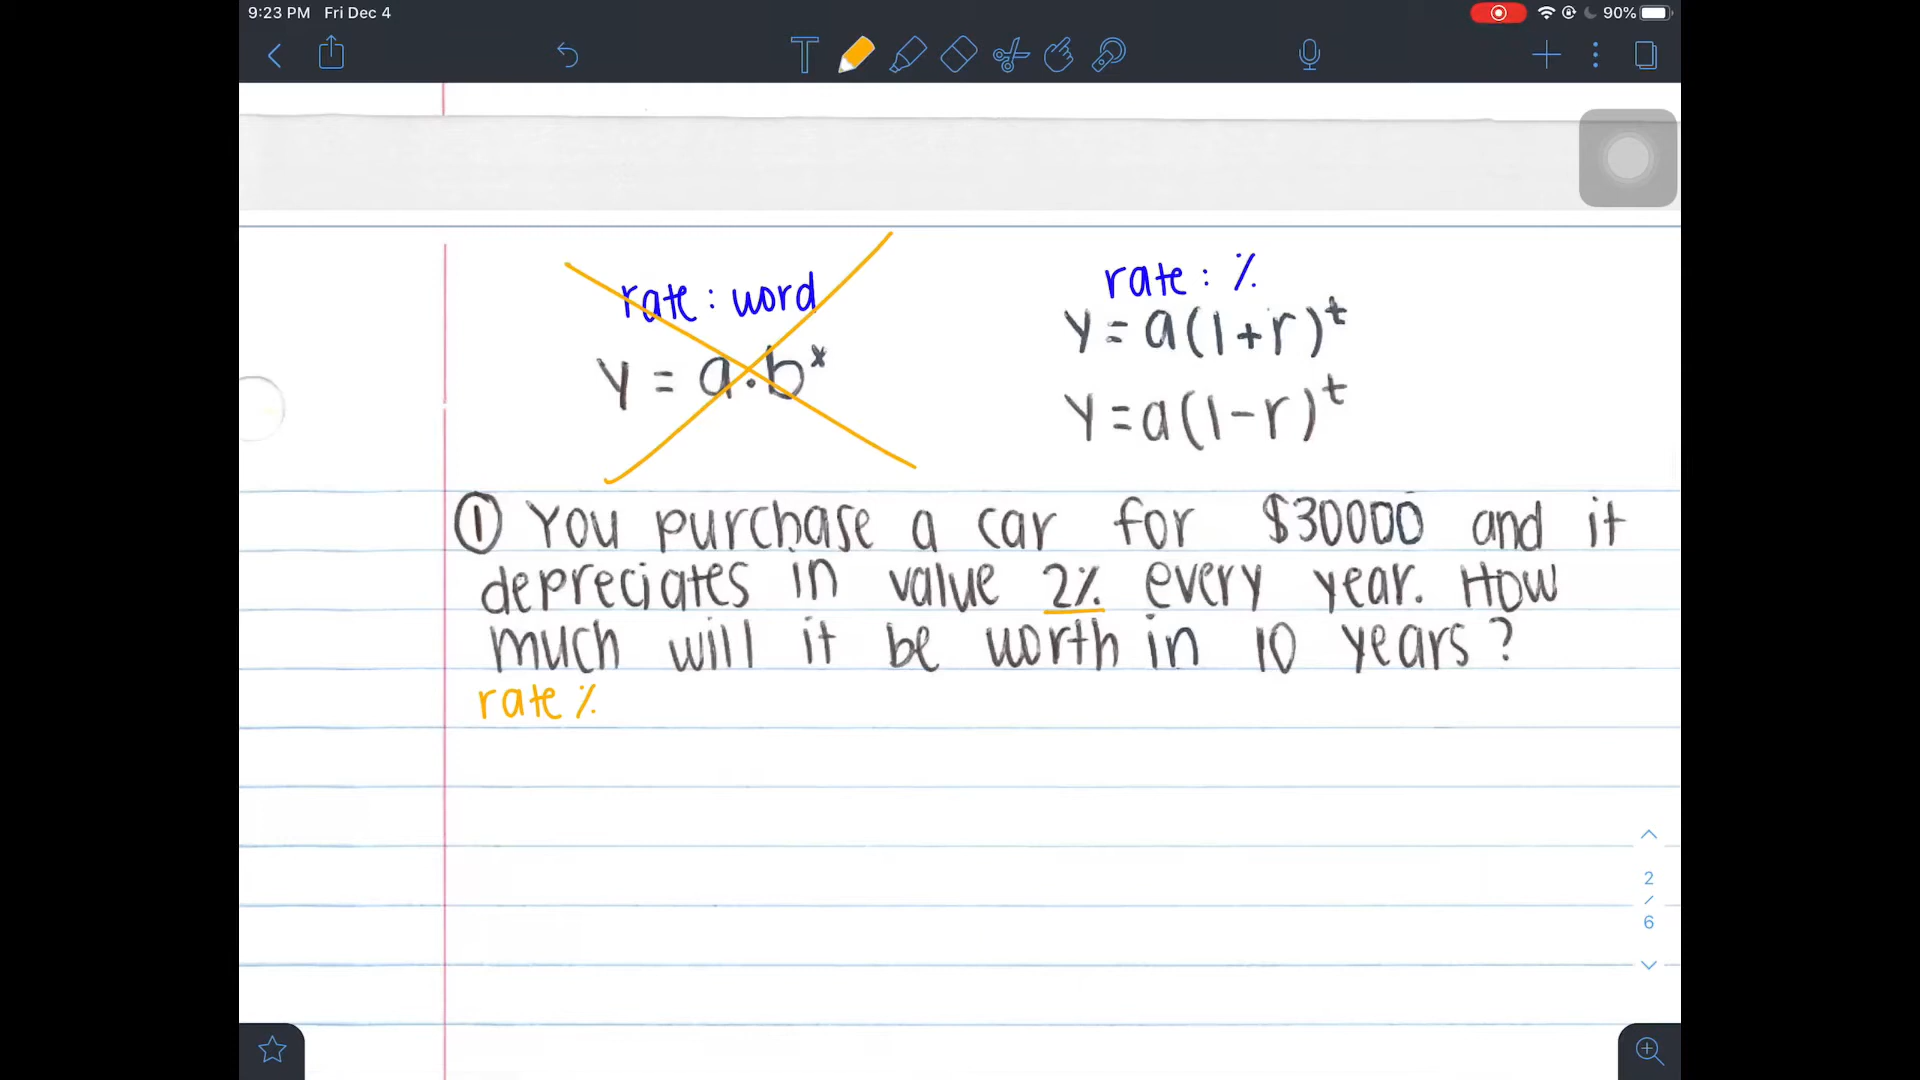 9:23 PM Fri Dec 4
90%
rate : word
y = a·bˣ
rate : %
y = a(1+r)ᵗ
y = a(1-r)ᵗ
① You purchase a car for $30000 and it
depreciates in value 2% every year. How
much will it be worth in 10 years?
rate %
2
/
6